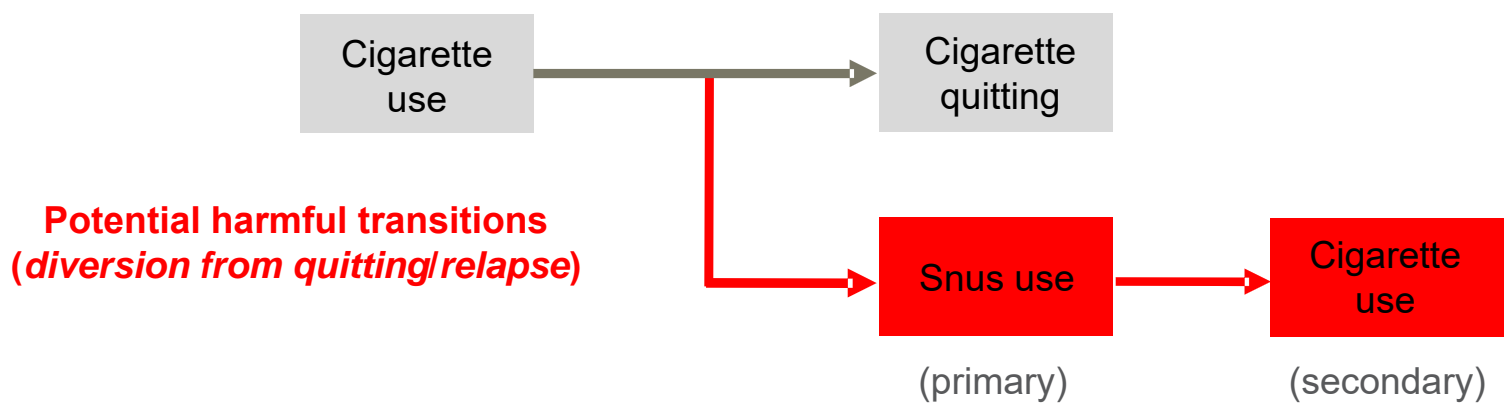 Cigarette
use
Cigarette
quitting
Potential harmful transitions
(diversion from quitting/relapse)
Snus use
Cigarette
use
(primary)
(secondary)